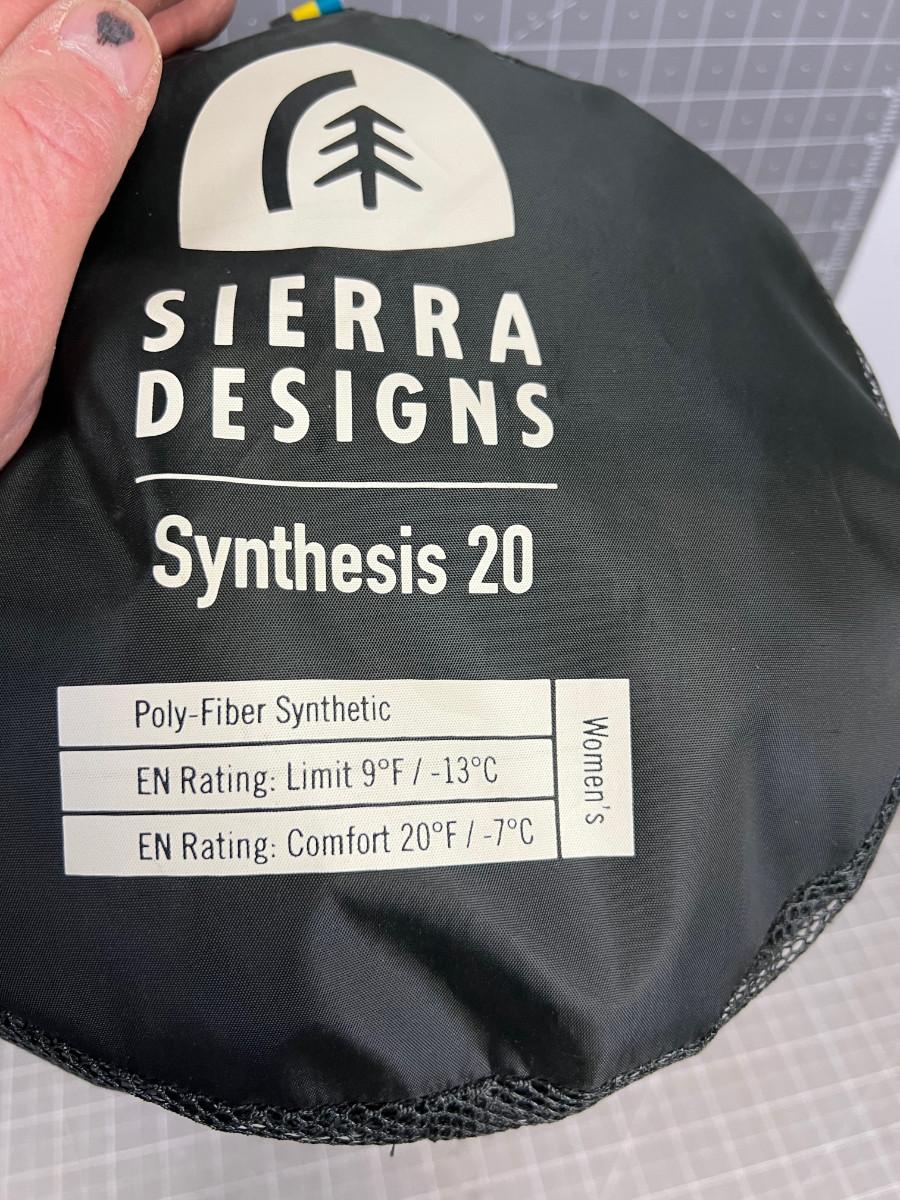 SIERRA
DESIGNS
Synthesis 20
Poly-Fiber Synthetic
EN Rating: Limit 9°F / -13°C
EN Rating: Comfort 20°F / -7°C
Women's